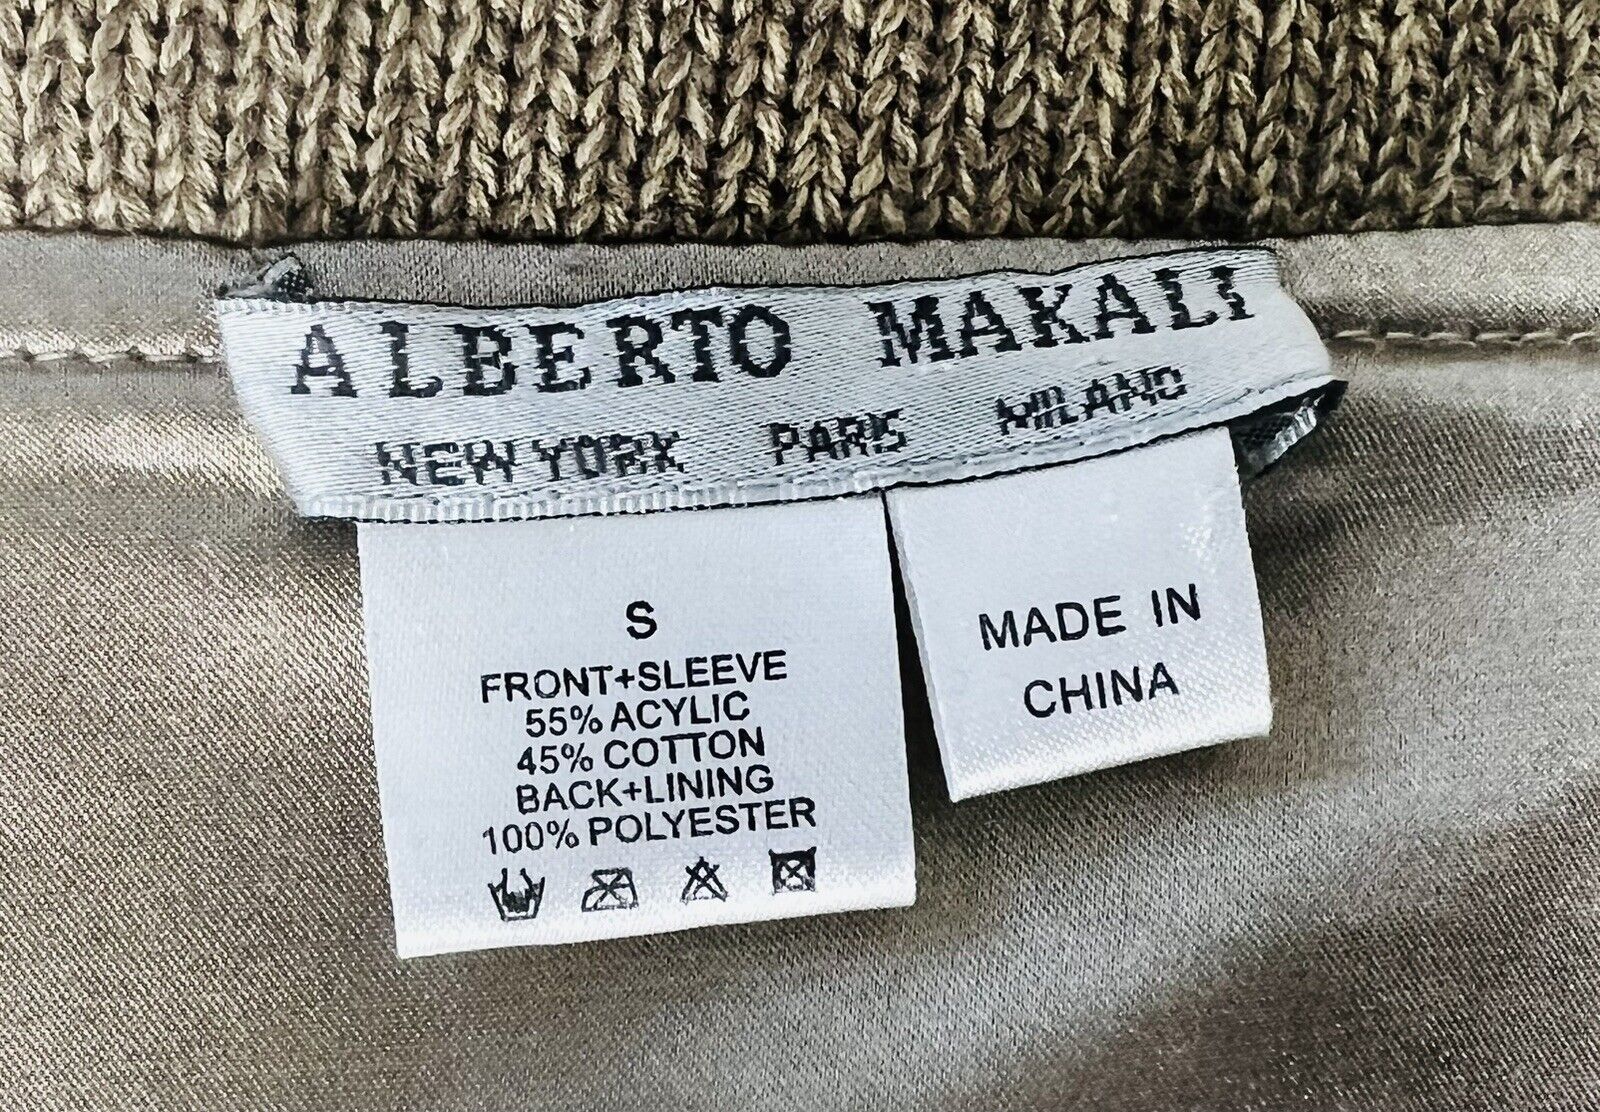 ALBERTO MAKALI
NEW YORK PARIS MILANO
S
FRONT+SLEEVE
55% ACYLIC
45% COTTON
BACK+LINING
100% POLYESTER
MADE IN
CHINA